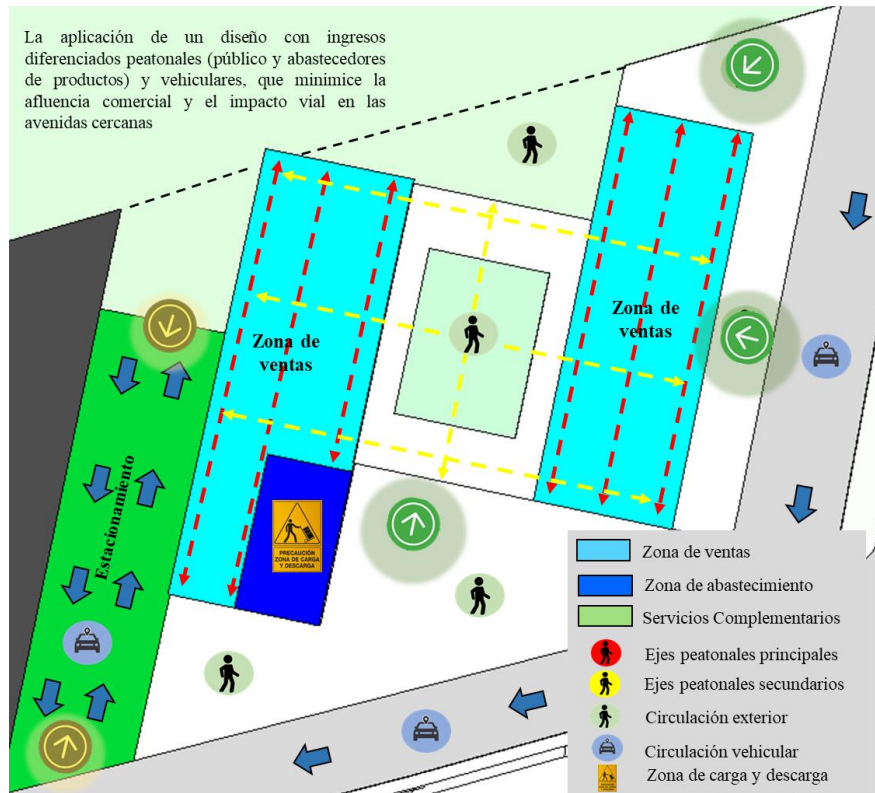 La aplicación de un diseño con ingresos
diferenciados peatonales (público y abastecedores
de productos) y vehiculares, que minimice la
afluencia comercial y el impacto vial en las
avenidas cercanas
Zona de
ventas
Zona de
ventas
Estacionamiento
PRECAUCIÓN
ZONA DE CARGA
Y DESCARGA
Zona de ventas
Zona de abastecimiento
Servicios Complementarios
Ejes peatonales principales
Ejes peatonales secundarios
Circulación exterior
Circulación vehicular
Zona de carga y descarga